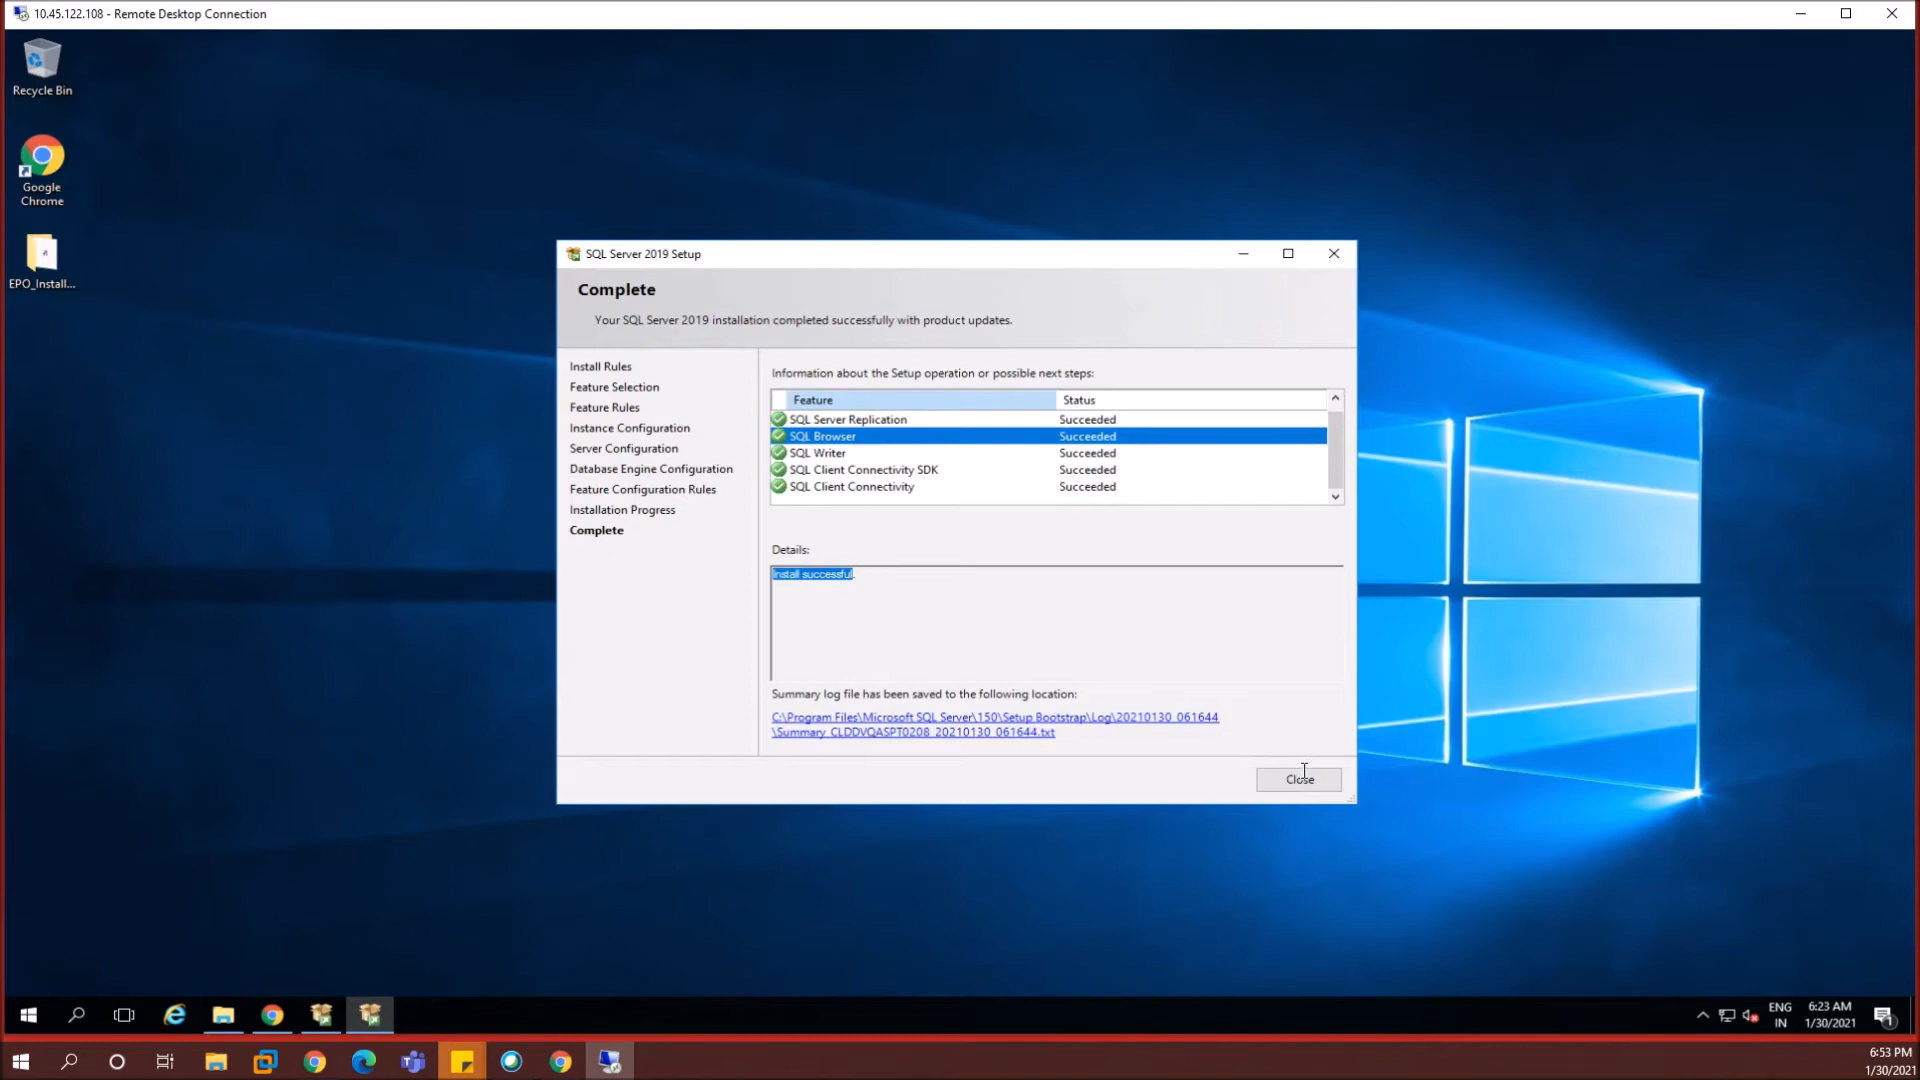 10.45.122.108 - Remote Desktop Connection
Recycle Bin
Google
Chrome
EPO_Install...
SQL Server 2019 Setup
Complete
Your SQL Server 2019 installation completed successfully with product updates.
Install Rules
Feature Selection
Feature Rules
Instance Configuration
Server Configuration
Database Engine Configuration
Feature Configuration Rules
Installation Progress
Complete
Information about the Setup operation or possible next steps:
Feature Status
SQL Server Replication Succeeded
SQL Browser Succeeded
SQL Writer Succeeded
SQL Client Connectivity SDK Succeeded
SQL Client Connectivity Succeeded
Details:
Install successful.
Summary log file has been saved to the following location:
C:\Program Files\Microsoft SQL Server\150\Setup Bootstrap\Log\20210130_061644
\Summary_CLDDVQASPT0208_20210130_061644.txt
Close
ENG
IN
6:23 AM
1/30/2021
1
6:53 PM
1/30/2021